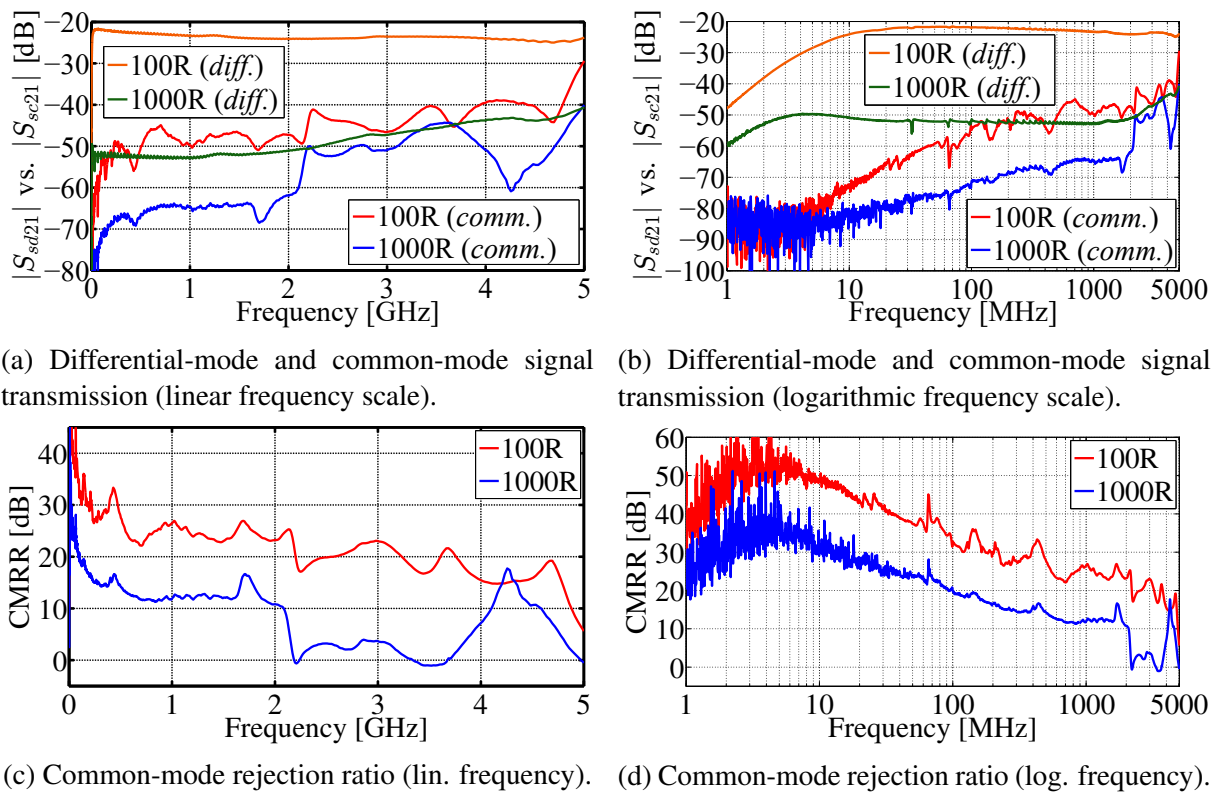 |S_sd21| vs. |S_sc21| [dB]
−20
−30
−40
−50
−60
−70
−80
100R (diff.)
1000R (diff.)
100R (comm.)
1000R (comm.)
0 1 2 3 4 5
Frequency [GHz]
|S_sd21| vs. |S_sc21| [dB]
−20
−30
−40
−50
−60
−70
−80
−90
−100
100R (diff.)
1000R (diff.)
100R (comm.)
1000R (comm.)
1 10 100 1000 5000
Frequency [MHz]
(a) Differential-mode and common-mode signal
transmission (linear frequency scale).
(b) Differential-mode and common-mode signal
transmission (logarithmic frequency scale).
CMRR [dB]
40
30
20
10
0
100R
1000R
0 1 2 3 4 5
Frequency [GHz]
CMRR [dB]
60
50
40
30
20
10
0
100R
1000R
1 10 100 1000 5000
Frequency [MHz]
(c) Common-mode rejection ratio (lin. frequency).
(d) Common-mode rejection ratio (log. frequency).